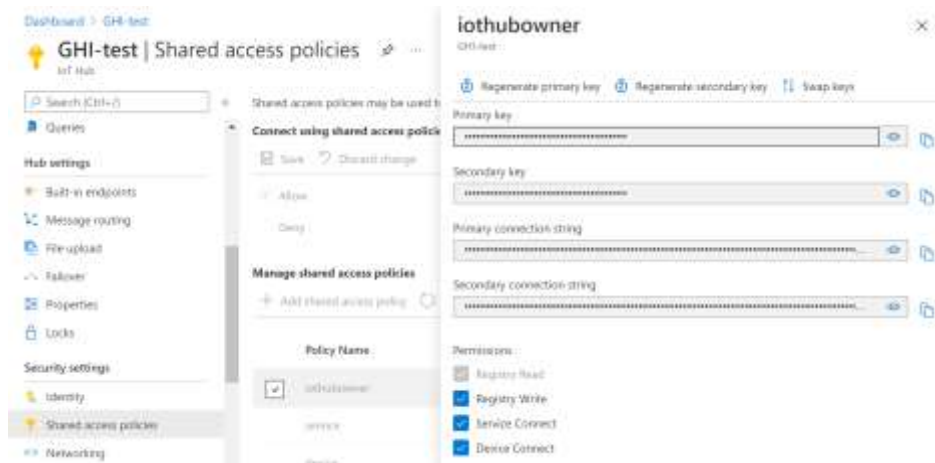 Dashboard > GHI-test
GHI-test | Shared access policies
IoT Hub
Search (Ctrl+/)
Queries
Hub settings
Built-in endpoints
Message routing
File upload
Failover
Properties
Locks
Security settings
Identity
Shared access policies
Networking
Shared access policies may be used t
Connect using shared access policie
Save
Discard change
Allow
Deny
Manage shared access policies
Add shared access policy
Policy Name
iothubowner
service
device
iothubowner
GHI-test
Regenerate primary key
Regenerate secondary key
Swap keys
Primary key
Secondary key
Primary connection string
Secondary connection string
Permissions
Registry Read
Registry Write
Service Connect
Device Connect